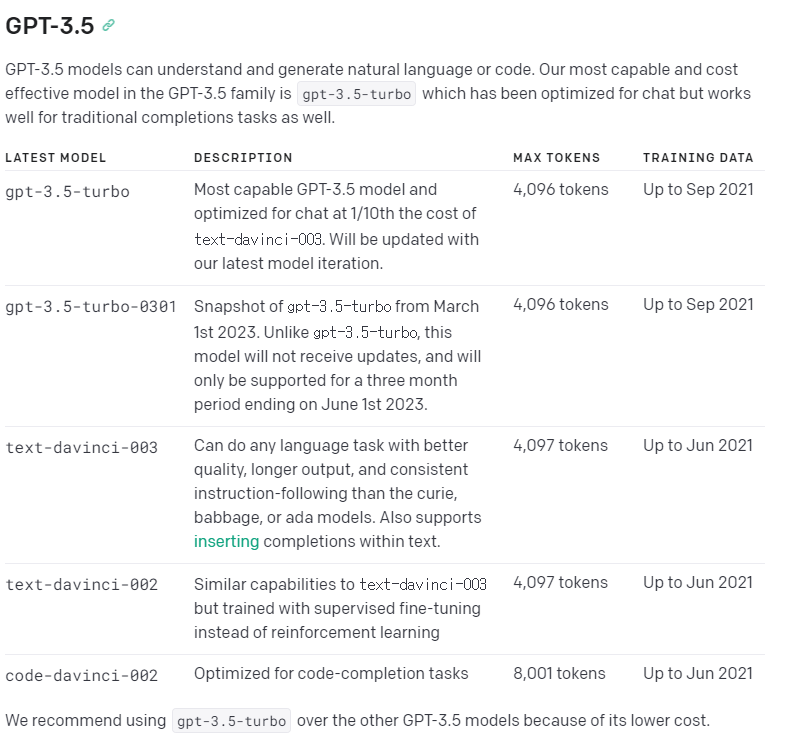 GPT-3.5
GPT-3.5 models can understand and generate natural language or code. Our most capable and cost
effective model in the GPT-3.5 family is gpt-3.5-turbo which has been optimized for chat but works
well for traditional completions tasks as well.
LATEST MODEL DESCRIPTION MAX TOKENS TRAINING DATA
gpt-3.5-turbo Most capable GPT-3.5 model and 4,096 tokens Up to Sep 2021
optimized for chat at 1/10th the cost of
text-davinci-003. Will be updated with
our latest model iteration.
gpt-3.5-turbo-0301 Snapshot of gpt-3.5-turbo from March 4,096 tokens Up to Sep 2021
1st 2023. Unlike gpt-3.5-turbo, this
model will not receive updates, and will
only be supported for a three month
period ending on June 1st 2023.
text-davinci-003 Can do any language task with better 4,097 tokens Up to Jun 2021
quality, longer output, and consistent
instruction-following than the curie,
babbage, or ada models. Also supports
inserting completions within text.
text-davinci-002 Similar capabilities to text-davinci-003 4,097 tokens Up to Jun 2021
but trained with supervised fine-tuning
instead of reinforcement learning
code-davinci-002 Optimized for code-completion tasks 8,001 tokens Up to Jun 2021
We recommend using gpt-3.5-turbo over the other GPT-3.5 models because of its lower cost.